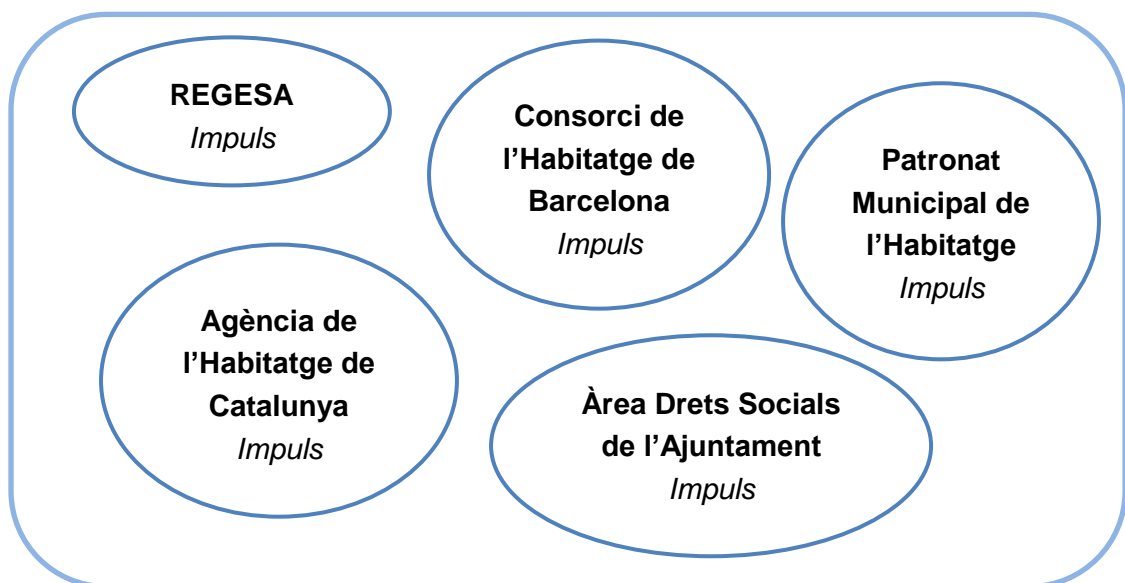 REGESA
Impuls
Consorci de
l’Habitatge de
Barcelona
Impuls
Patronat
Municipal de
l’Habitatge
Impuls
Agència de
l’Habitatge de
Catalunya
Impuls
Àrea Drets Socials
de l’Ajuntament
Impuls